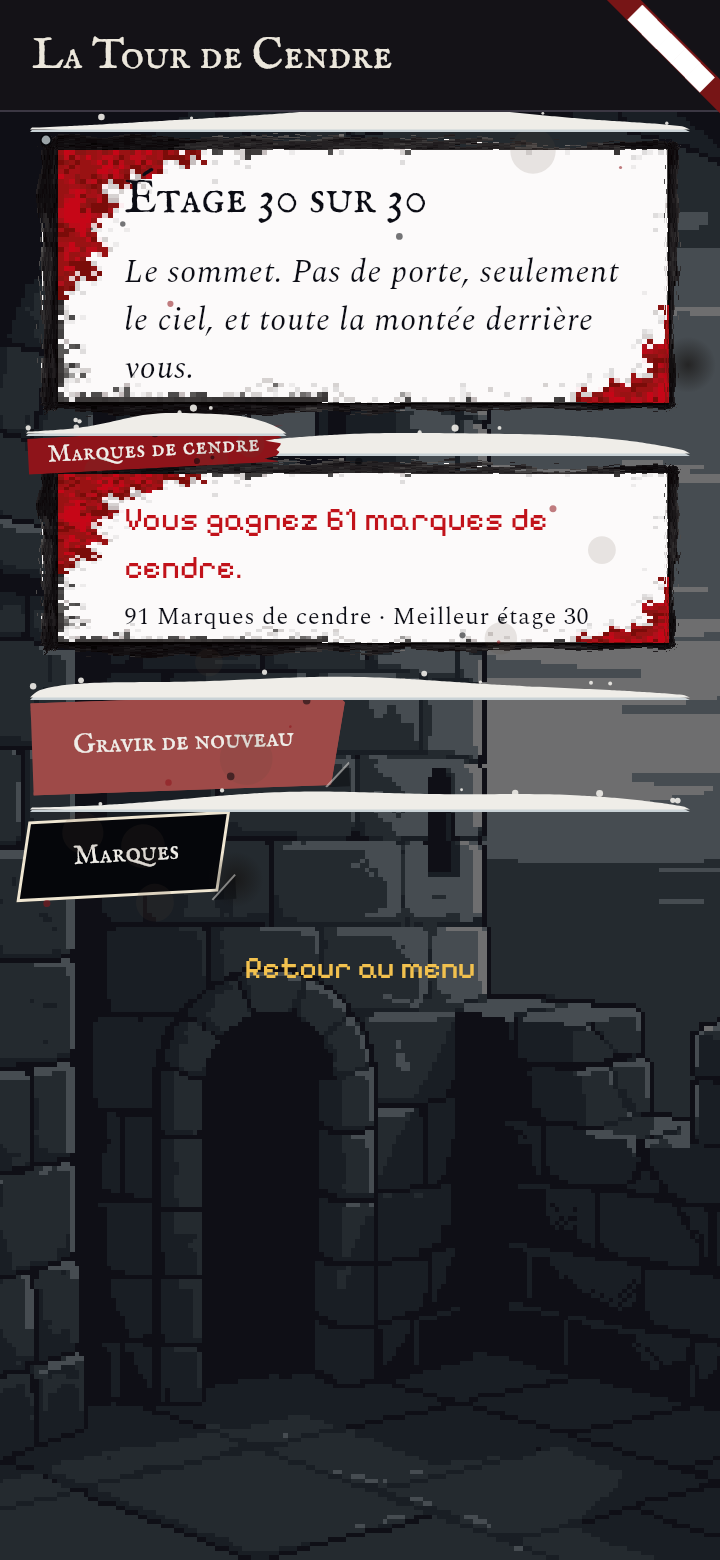 La Tour de Cendre
Étage 30 sur 30
Le sommet. Pas de porte, seulement
le ciel, et toute la montée derrière
vous.
Marques de cendre
Vous gagnez 61 marques de
cendre.
91 Marques de cendre · Meilleur étage 30
Gravir de nouveau
Marques
Retour au menu